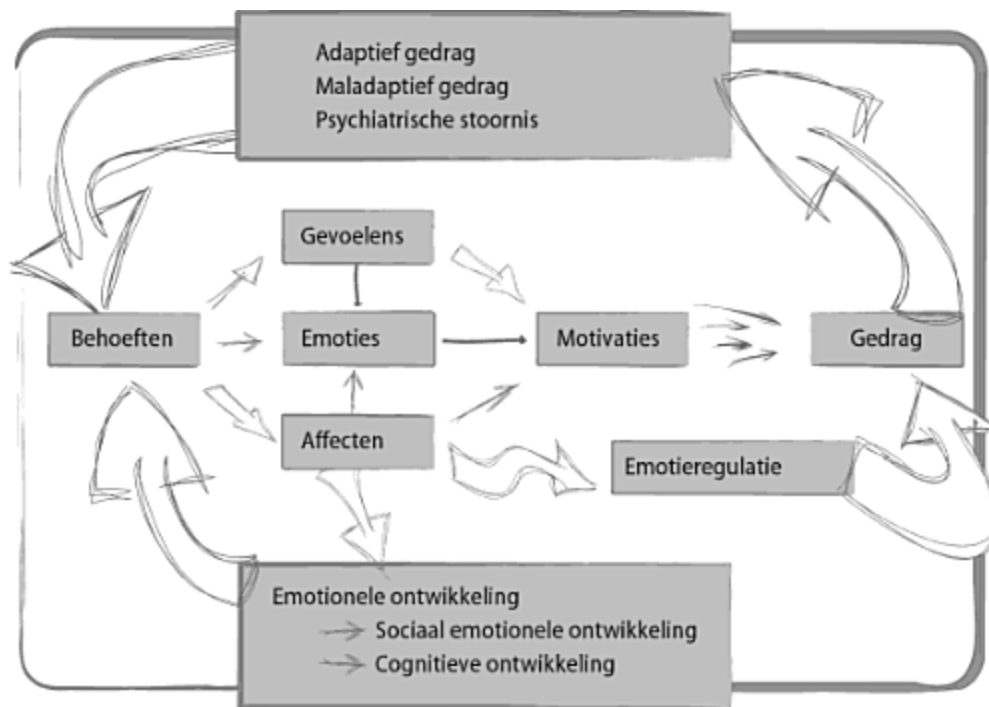 Adaptief gedrag
Maladaptief gedrag
Psychiatrische stoornis
Gevoelens
Behoeften
Emoties
Motivaties
Gedrag
Affecten
Emotieregulatie
Emotionele ontwikkeling
Sociaal emotionele ontwikkeling
Cognitieve ontwikkeling